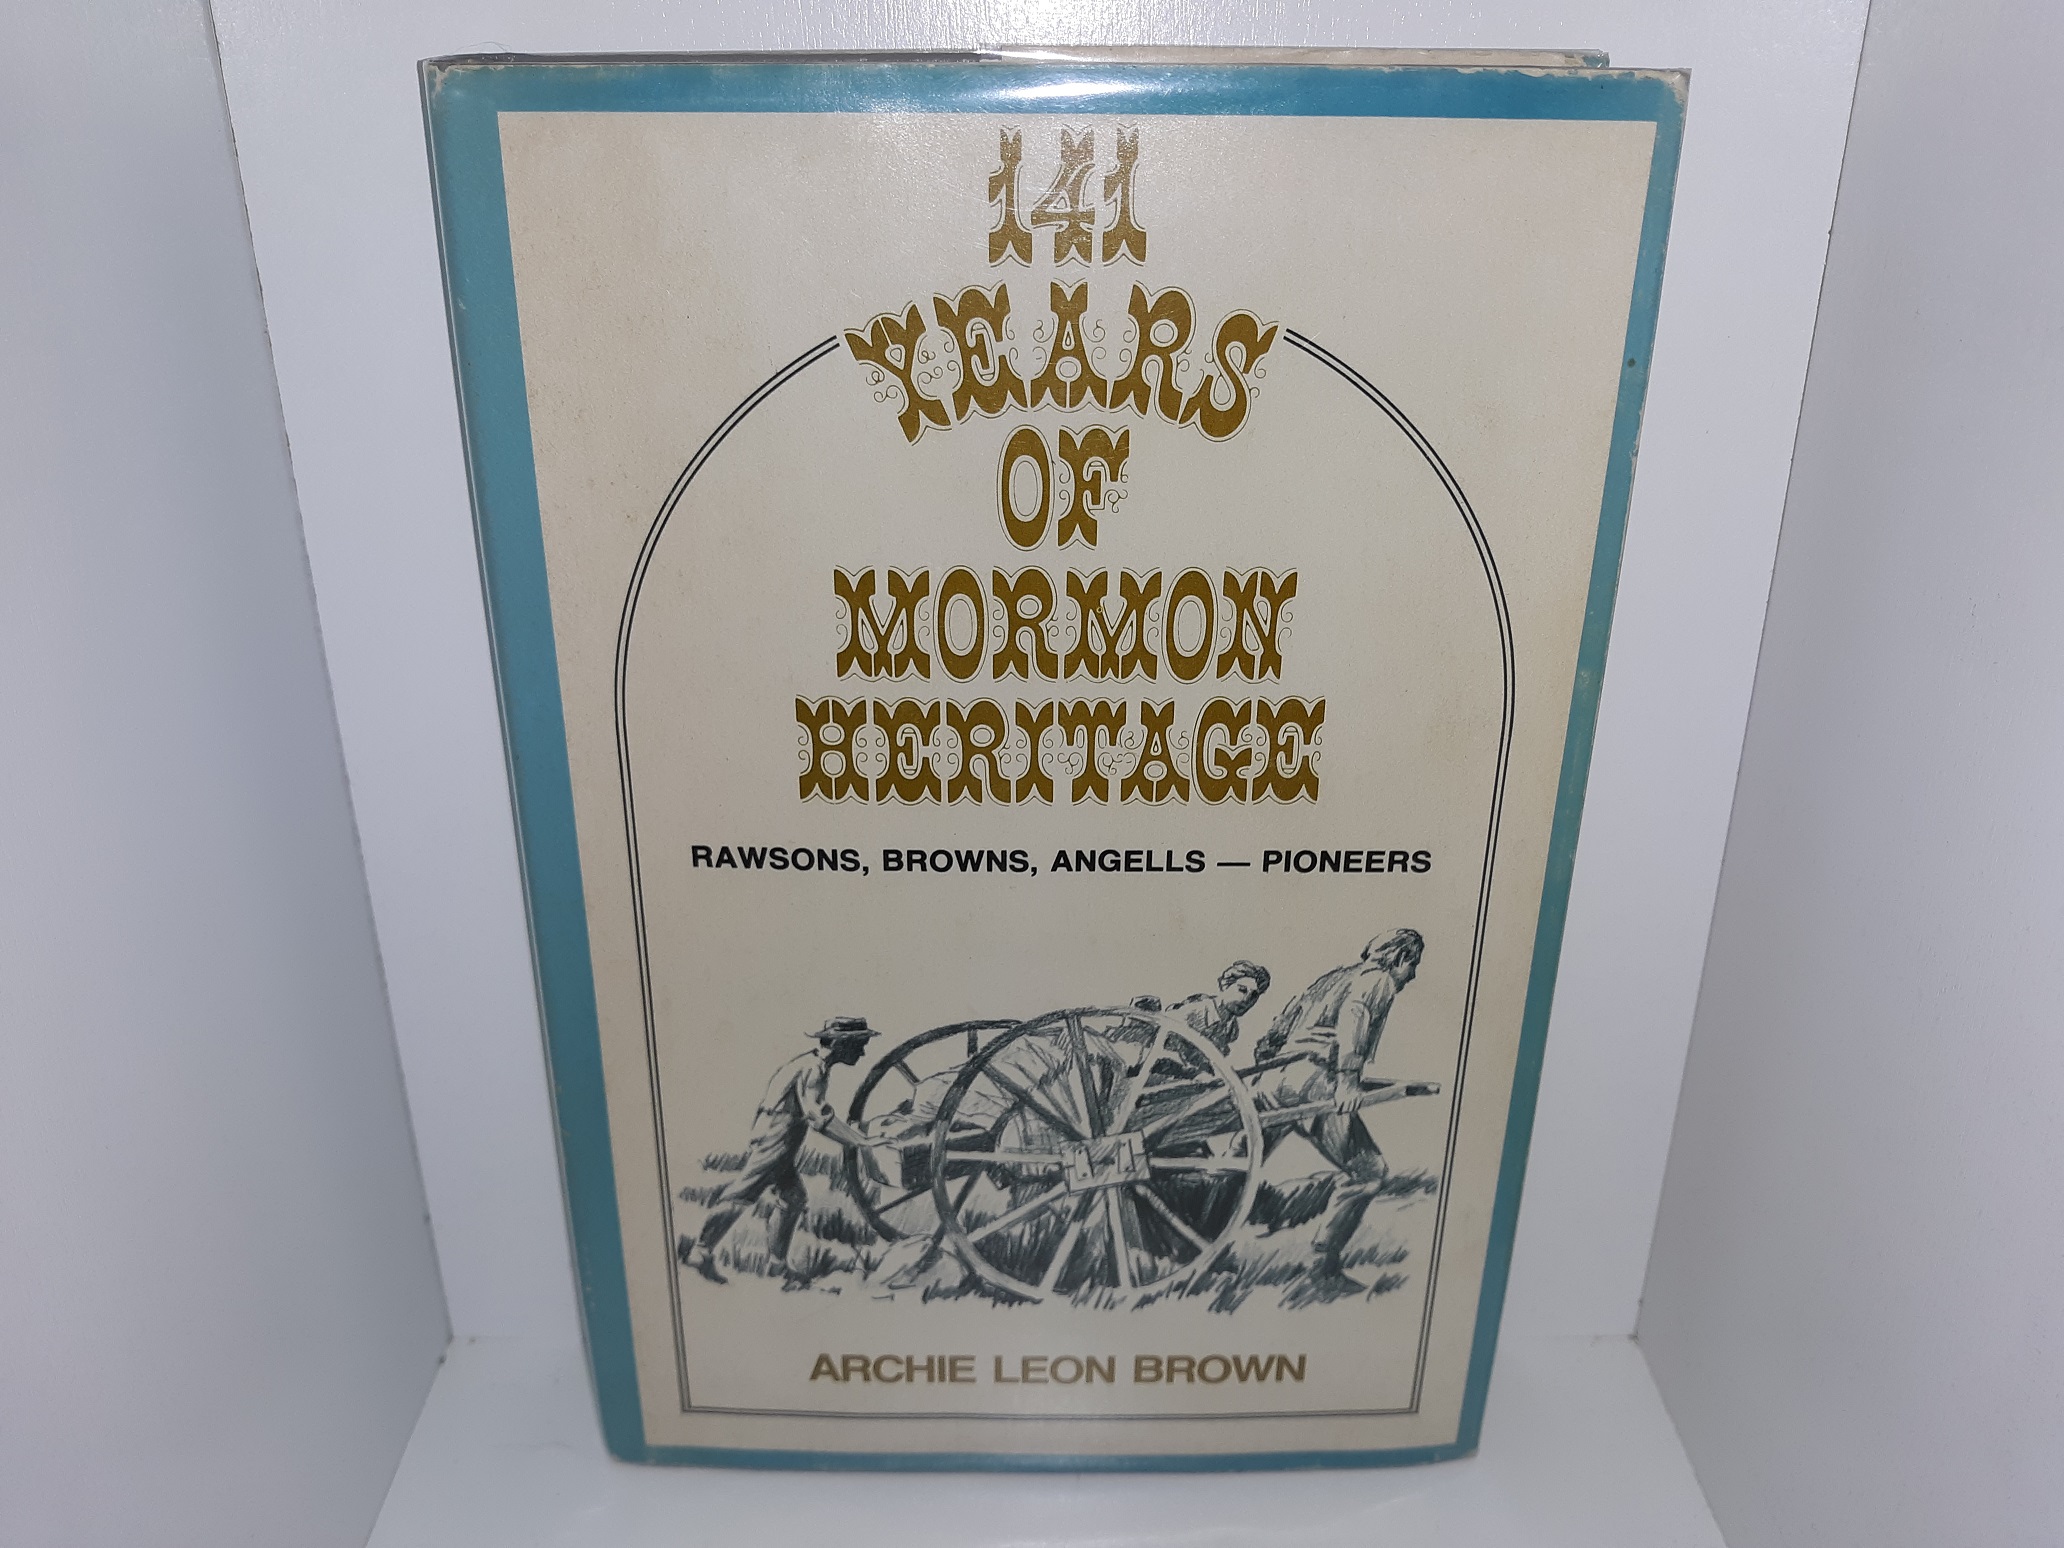 141
YEARS
OF
MORMON
HERITAGE
RAWSONS, BROWNS, ANGELLS — PIONEERS
ARCHIE LEON BROWN